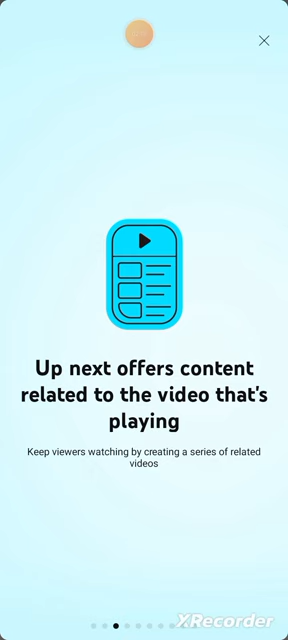 Up next offers content
related to the video that's
playing
Keep viewers watching by creating a series of related
videos
XRecorder